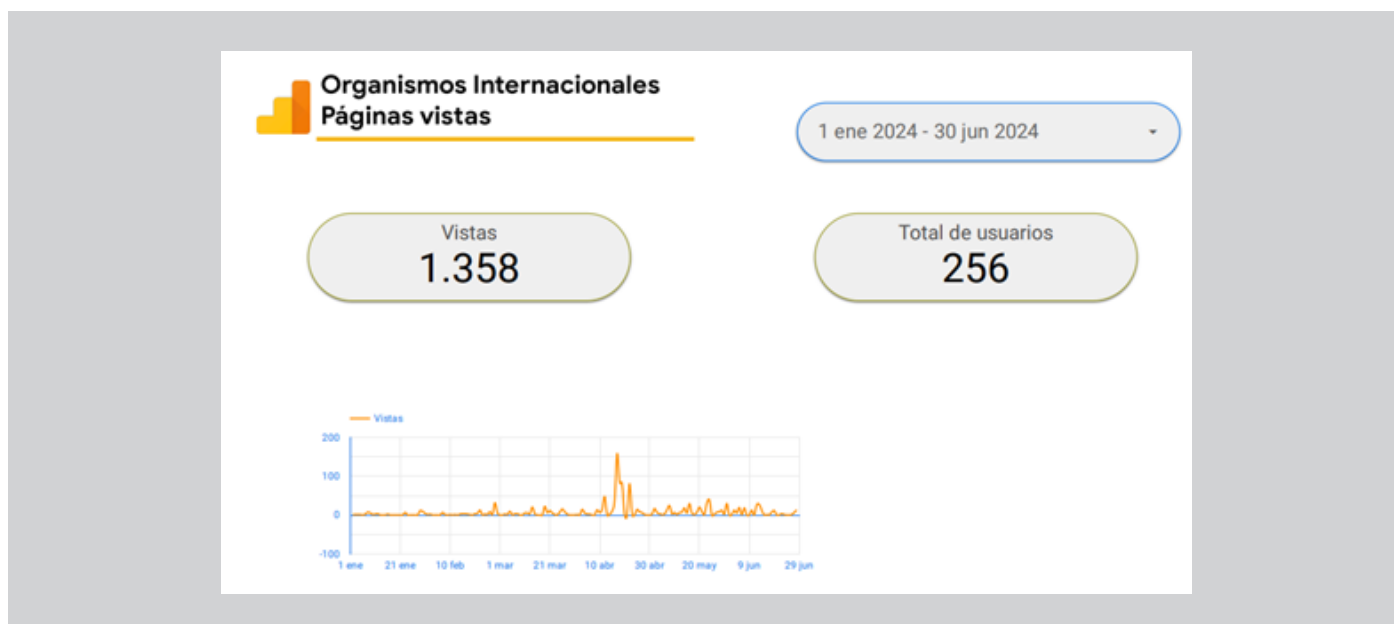 Organismos Internacionales
Páginas vistas
1 ene 2024 - 30 jun 2024
Vistas
1.358
Total de usuarios
256
Vistas
200
100
0
-100
1 ene 21 ene 10 feb 1 mar 21 mar 10 abr 30 abr 20 may 9 jun 29 jun